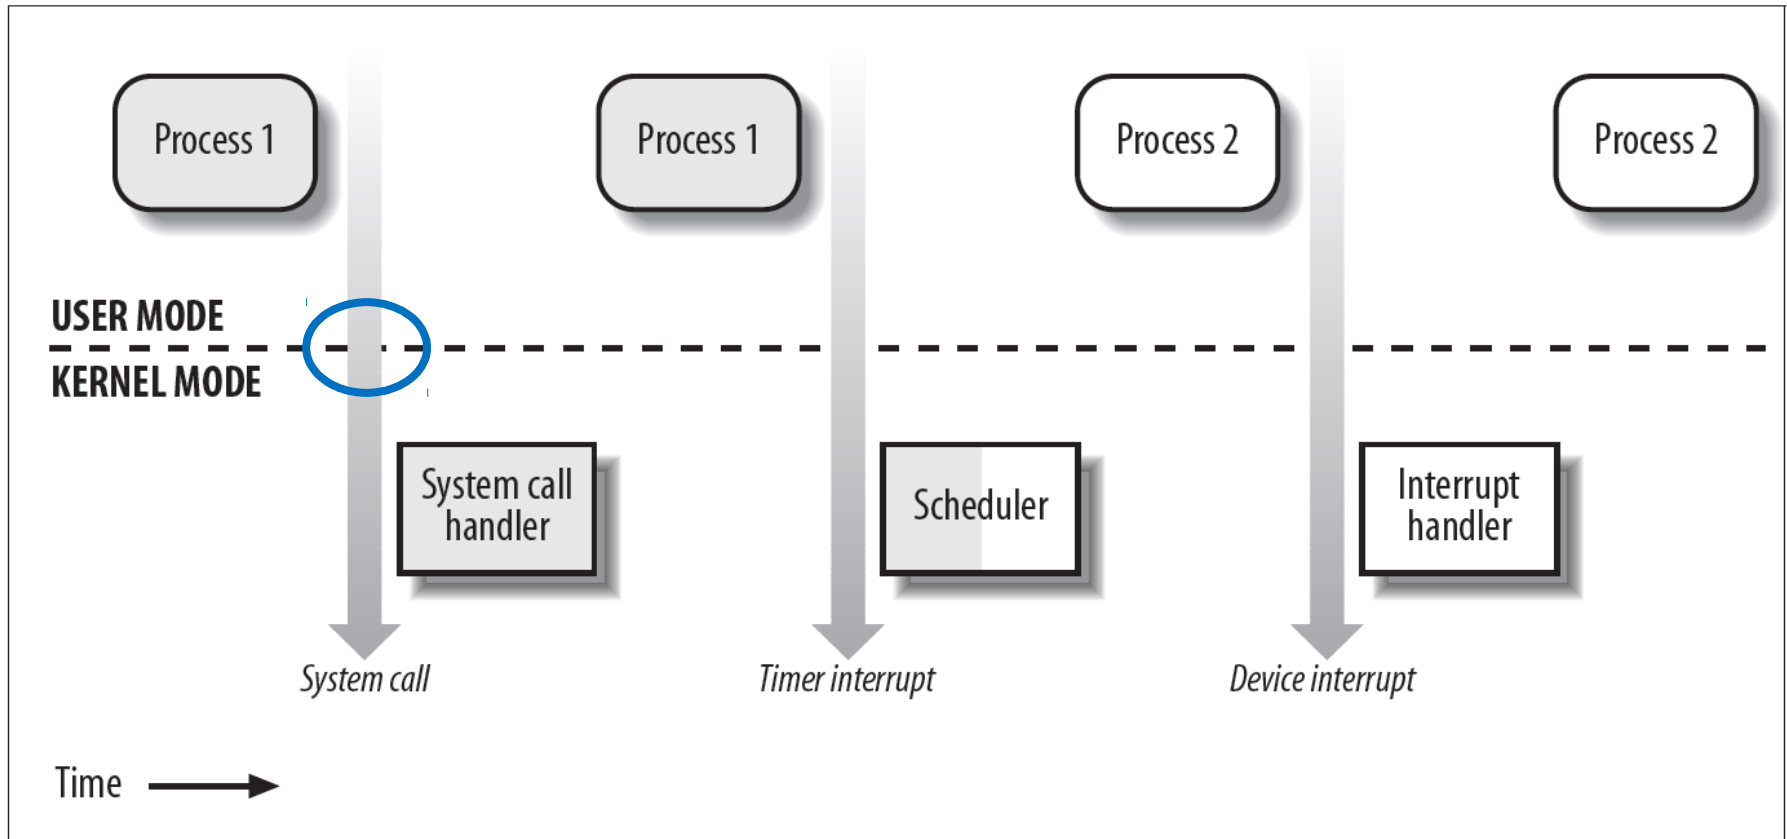 Process 1
Process 1
Process 2
Process 2
USER MODE
KERNEL MODE
System call
handler
Scheduler
Interrupt
handler
System call
Timer interrupt
Device interrupt
Time